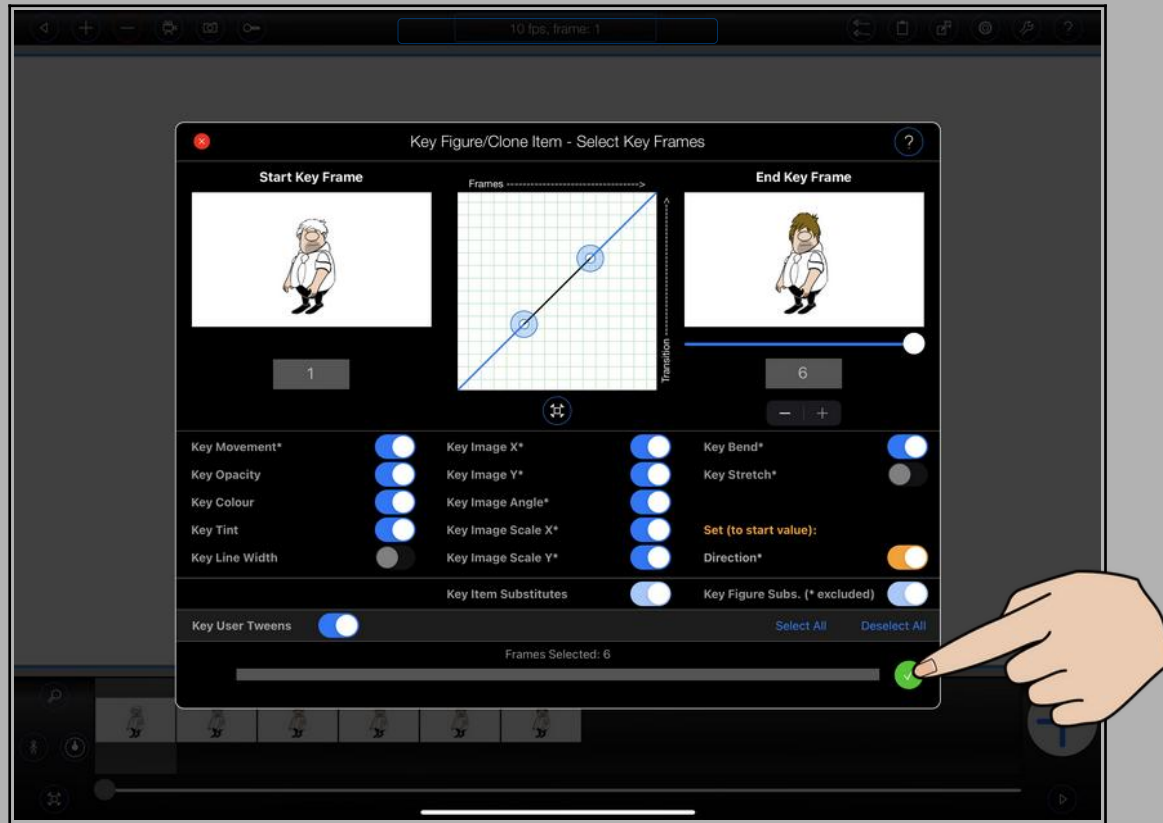 10 fps, frame: 1
?
Key Figure/Clone Item - Select Key Frames
?
Start Key Frame
Frames
End Key Frame
Transition
1
6
Key Movement*
Key Image X*
Key Bend*
Key Opacity
Key Image Y*
Key Stretch*
Key Colour
Key Image Angle*
Key Tint
Key Image Scale X*
Set (to start value):
Key Line Width
Key Image Scale Y*
Direction*
Key Item Substitutes
Key Figure Subs. (* excluded)
Key User Tweens
Select All
Deselect All
Frames Selected: 6